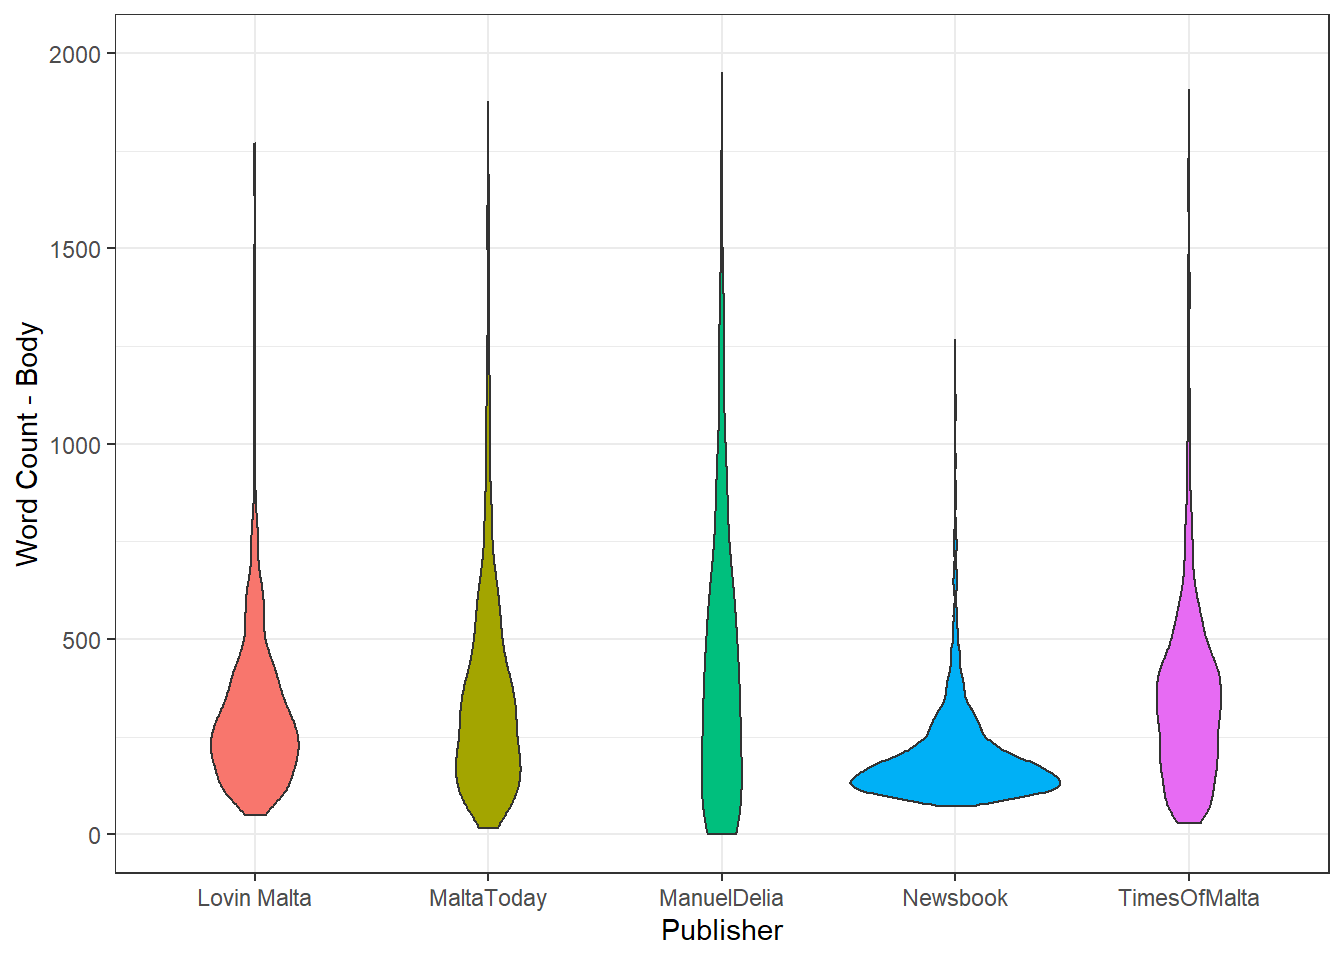 2000
1500
1000
500
0
Word Count - Body
Lovin Malta
MaltaToday
ManuelDelia
Newsbook
TimesOfMalta
Publisher